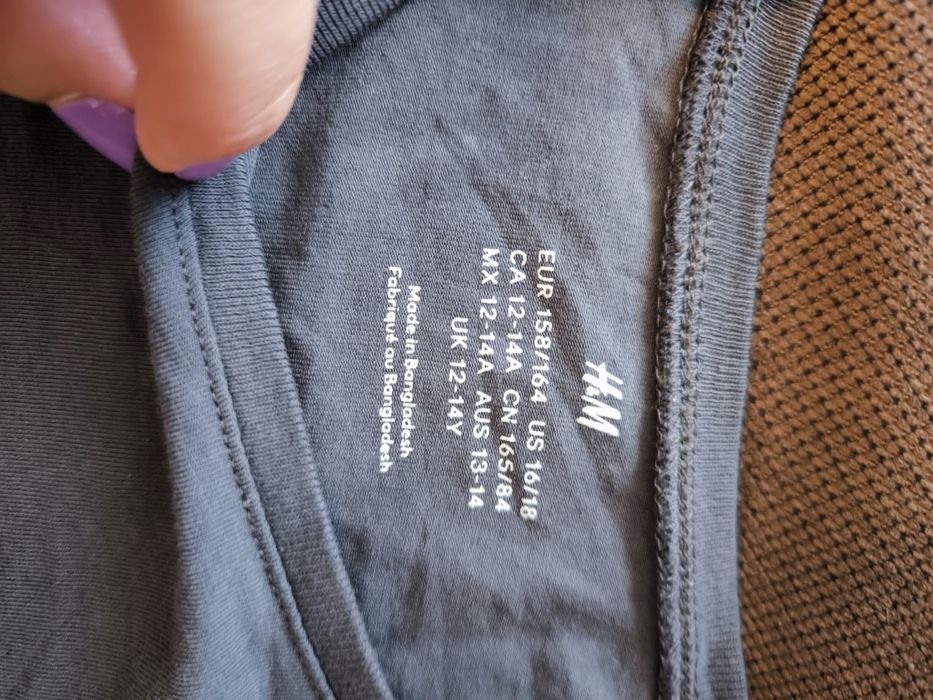 H&M
EUR 158/164 US 16/18
CA 12-14A CN 165/84
MX 12-14A AUS 13-14
UK 12-14Y
Made in Bangladesh
Fabriqué au Bangladesh